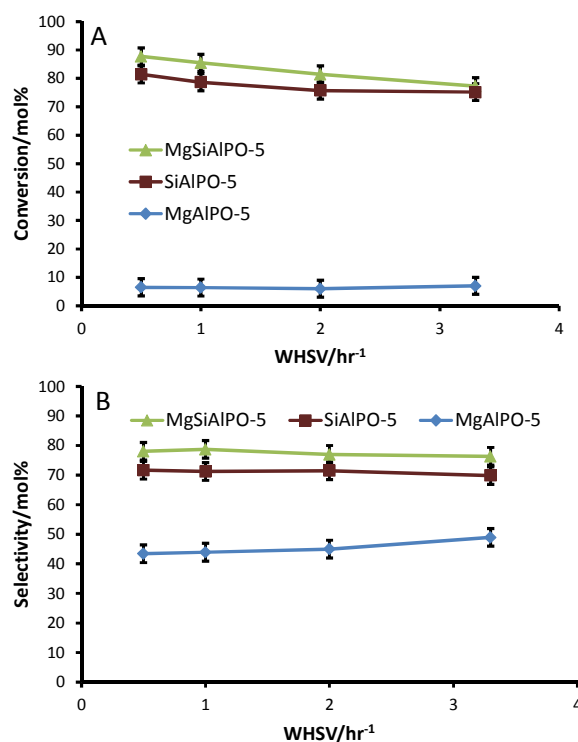 A
100
90
80
70
60
50
40
30
20
10
0
Conversion/mol%
MgSiAlPO-5
SiAlPO-5
MgAlPO-5
0 1 2 3 4
WHSV/hr⁻¹
B
MgSiAlPO-5 SiAlPO-5 MgAlPO-5
100
90
80
70
60
50
40
30
20
10
0
Selectivity/mol%
0 1 2 3 4
WHSV/hr⁻¹